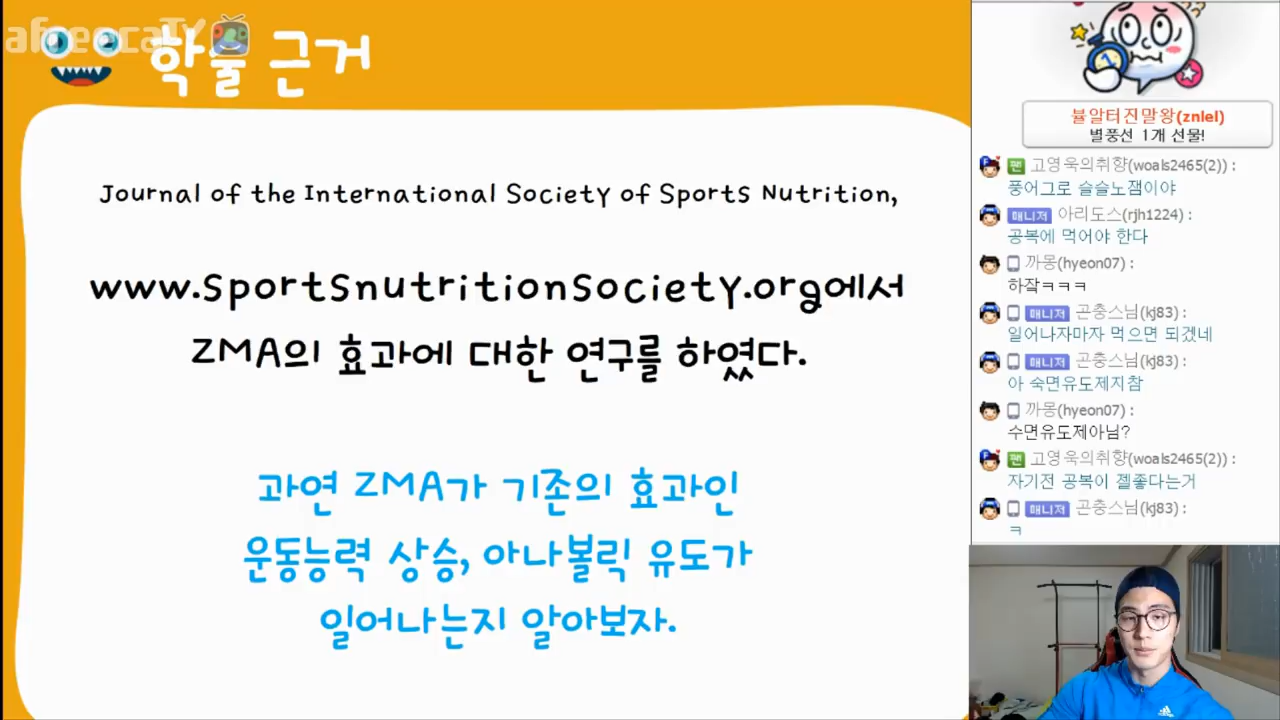 afreecaTV
학술 근거
Journal of the International Society of Sports Nutrition,
www.SportSnutritionSociety.org에서
ZMA의 효과에 대한 연구를 하였다.
과연 ZMA가 기존의 효과인
운동능력 상승, 아나볼릭 유도가
일어나는지 알아보자.
뷸알터진말왕(znlel)
별풍선 1개 선물!
팬 고영욱의취향(woals2465(2)) :
풍어그로 슬슬노잼이야
매니저 아리도스(rjh1224) :
공복에 먹어야 한다
까몽(hyeon07) :
하잨ㅋㅋㅋ
매니저 곤충스님(kj83) :
일어나자마자 먹으면 되겠네
매니저 곤충스님(kj83) :
아 숙면유도제지참
까몽(hyeon07) :
수면유도제아님?
팬 고영욱의취향(woals2465(2)) :
자기전 공복이 젤좋다는거
매니저 곤충스님(kj83) :
ㅋ
adidas